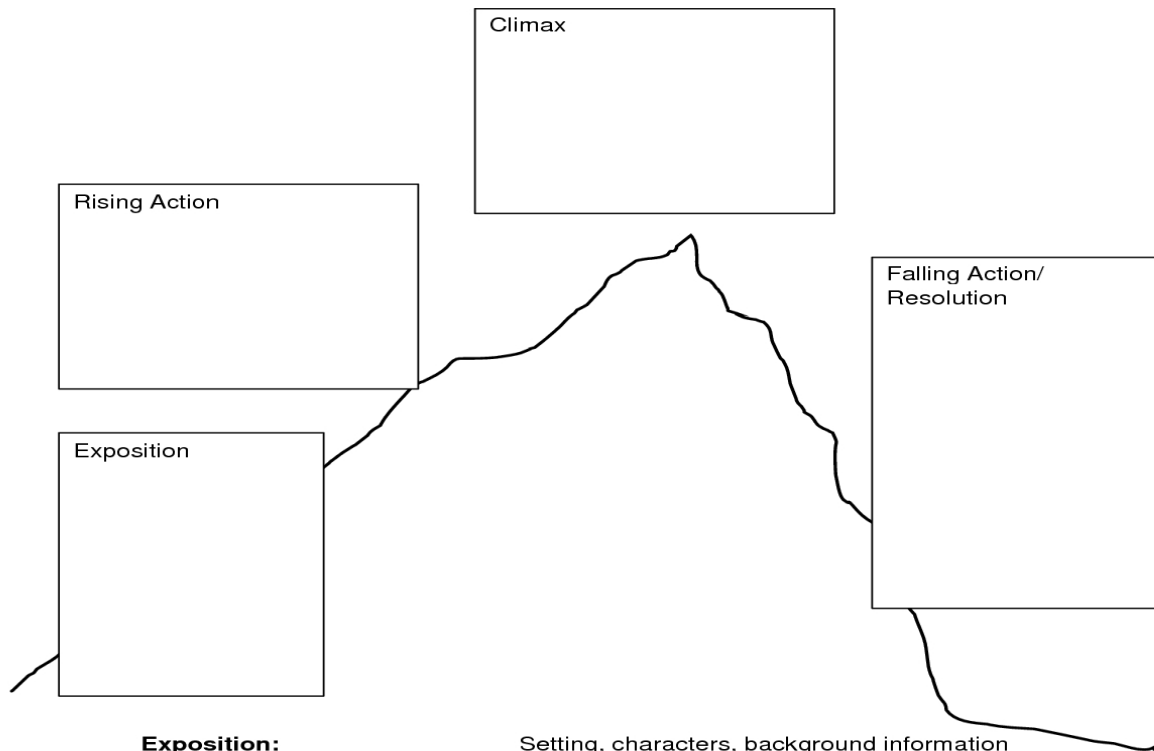 Climax
Rising Action
Falling Action/
Resolution
Exposition
Exposition: Setting, characters, background information